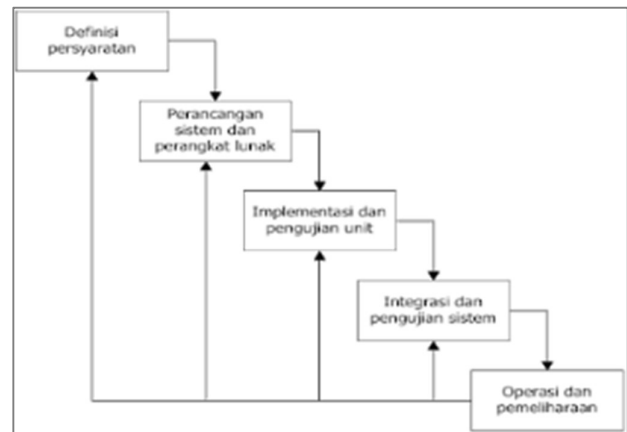 Definisi
persyaratan
Perancangan
sistem dan
perangkat lunak
Implementasi dan
pengujian unit
Integrasi dan
pengujian sistem
Operasi dan
pemeliharaan